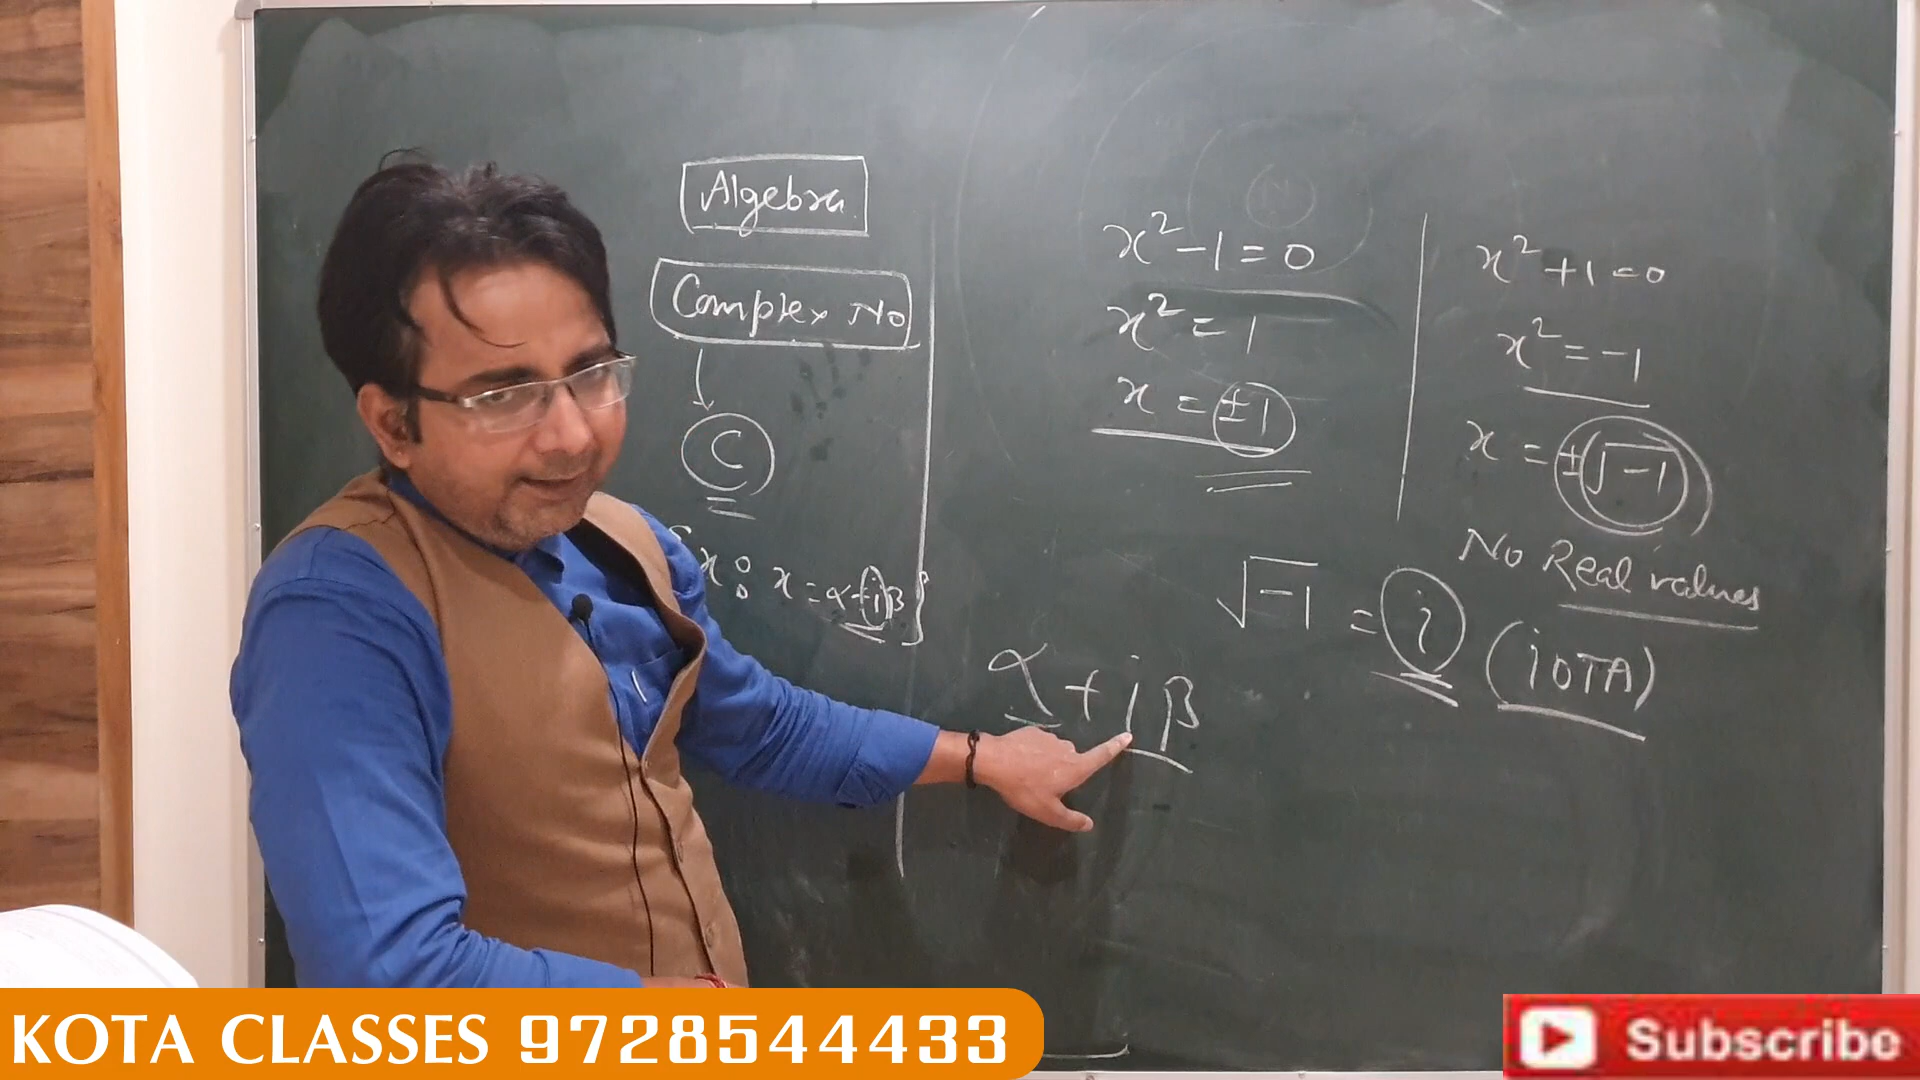 Algebra
Complex No
C
{x : x = α + iβ}
x² - 1 = 0
x² = 1
x = ±1
x² + 1 = 0
x² = -1
x = ±√-1
No Real values
√-1 = i (iOTA)
α + iβ
KOTA CLASSES 9728544433
Subscribe